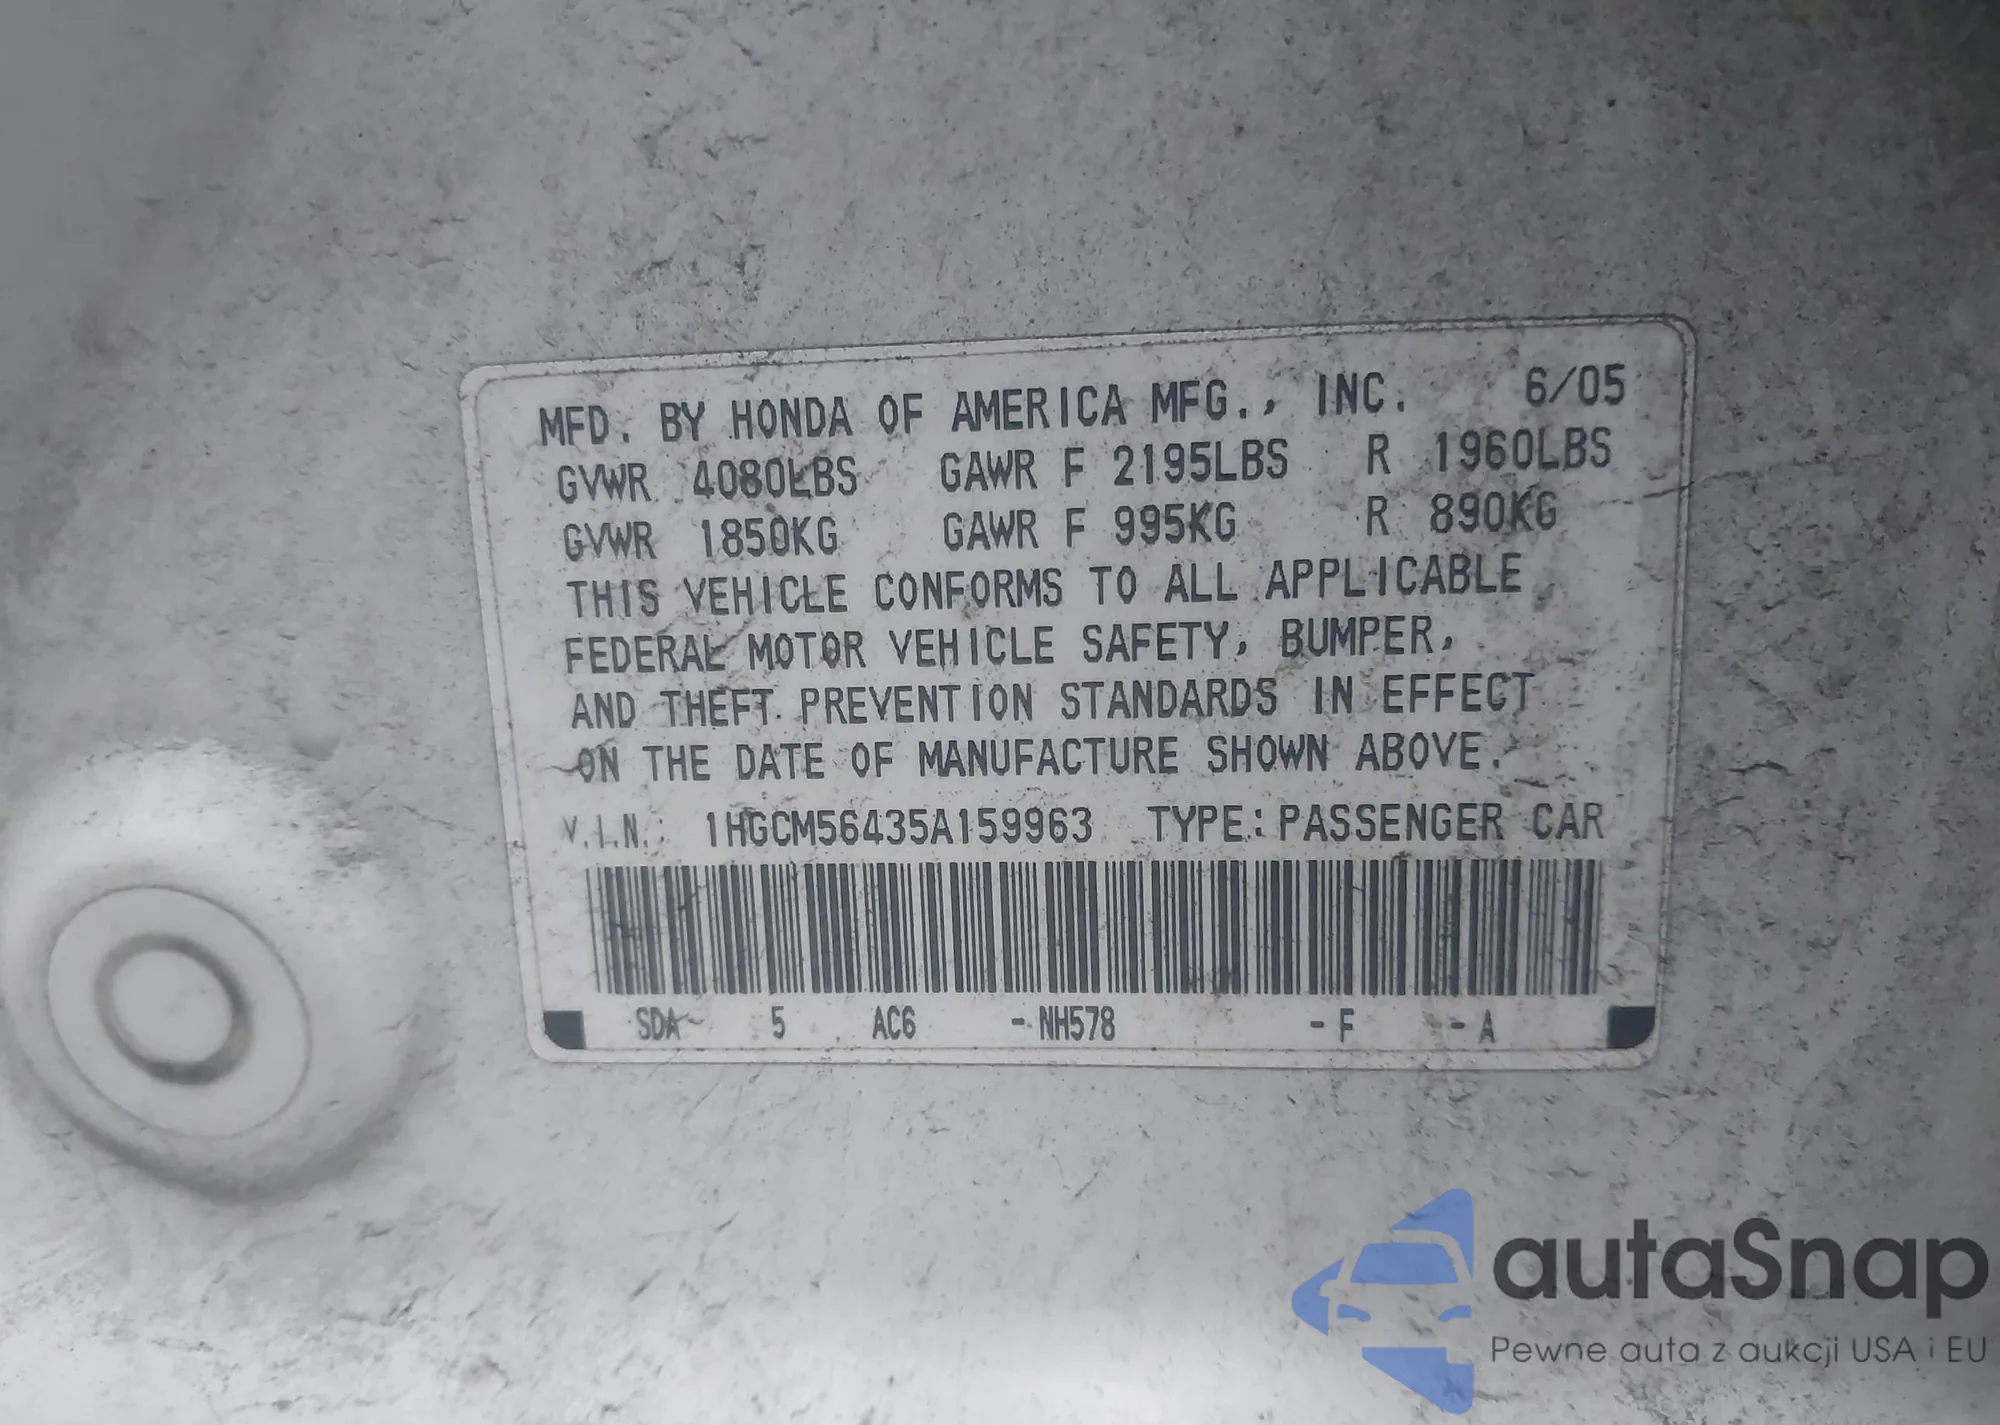 MFD. BY HONDA OF AMERICA MFG., INC. 6/05
GVWR 4080LBS GAWR F 2195LBS R 1960LBS
GVWR 1850KG GAWR F 995KG R 890KG
THIS VEHICLE CONFORMS TO ALL APPLICABLE
FEDERAL MOTOR VEHICLE SAFETY, BUMPER,
AND THEFT PREVENTION STANDARDS IN EFFECT
ON THE DATE OF MANUFACTURE SHOWN ABOVE.
V.I.N.: 1HGCM56435A159963 TYPE: PASSENGER CAR
SDA- 5 AC6 - NH578 - F - A
autaSnap
Pewne auta z aukcji USA i EU